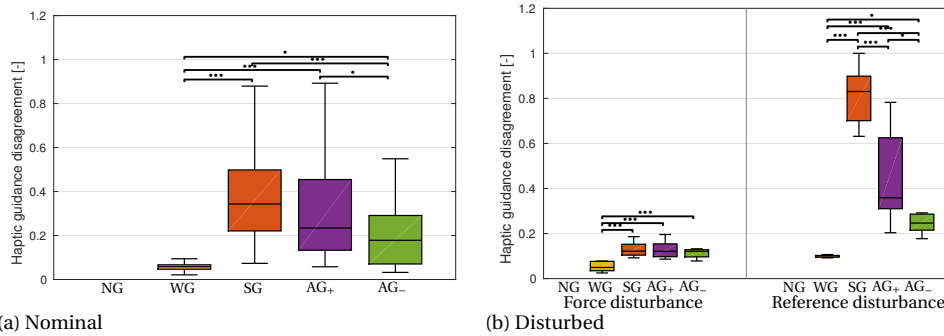 Haptic guidance disagreement [-]
1.2
1
0.8
0.6
0.4
0.2
0
NG WG SG AG+ AG−
(a) Nominal
Haptic guidance disagreement [-]
1.2
1
0.8
0.6
0.4
0.2
0
NG WG SG AG+ AG− NG WG SG AG+ AG−
Force disturbance Reference disturbance
(b) Disturbed